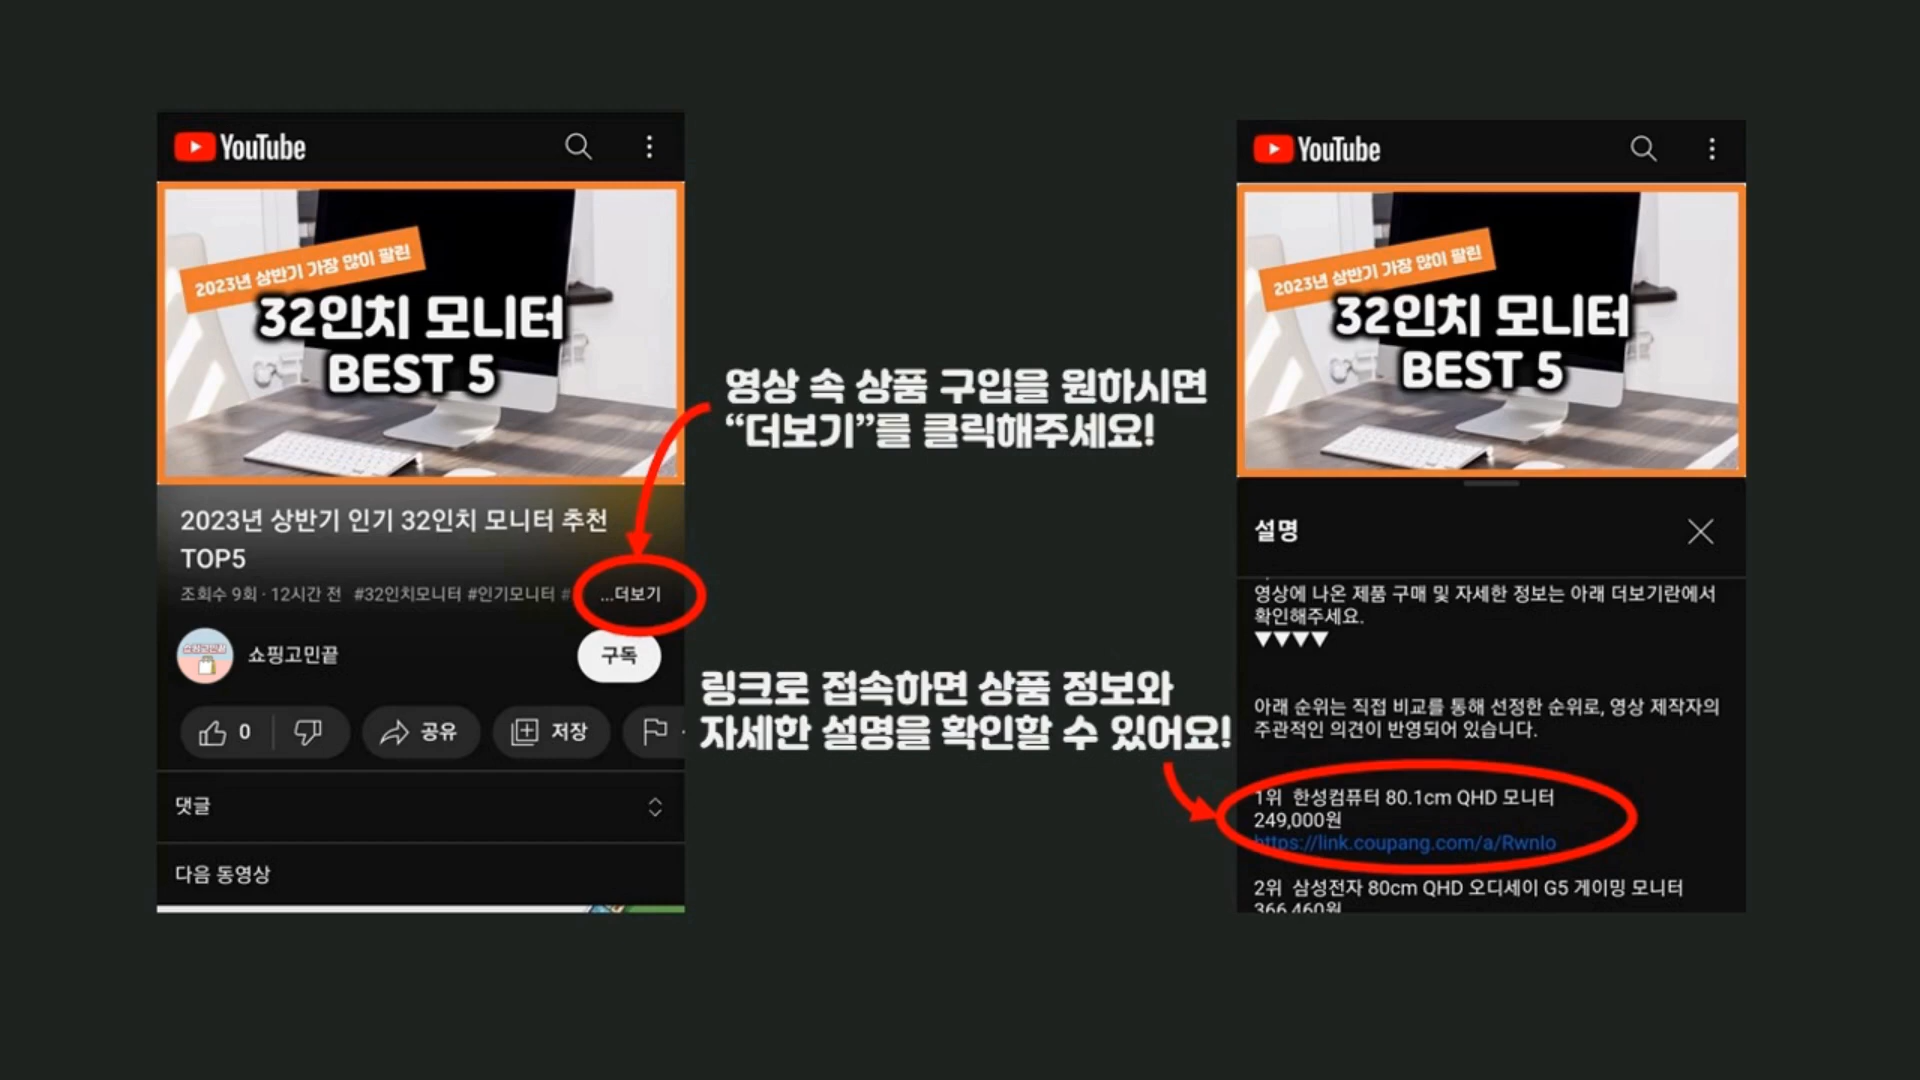 YouTube
2023년 상반기 가장 많이 팔린
32인치 모니터
BEST 5
2023년 상반기 인기 32인치 모니터 추천
TOP5
조회수 9회 · 12시간 전 #32인치모니터 #인기모니터 # ...더보기
쇼핑고민끝
쇼핑고민끝
구독
0
공유
저장
댓글
다음 동영상
영상 속 상품 구입을 원하시면
“더보기”를 클릭해주세요!
링크로 접속하면 상품 정보와
자세한 설명을 확인할 수 있어요!
YouTube
2023년 상반기 가장 많이 팔린
32인치 모니터
BEST 5
설명
영상에 나온 제품 구매 및 자세한 정보는 아래 더보기란에서
확인해주세요.
▼▼▼▼
아래 순위는 직접 비교를 통해 선정한 순위로, 영상 제작자의
주관적인 의견이 반영되어 있습니다.
1위 한성컴퓨터 80.1cm QHD 모니터
249,000원
https://link.coupang.com/a/RwnIo
2위 삼성전자 80cm QHD 오디세이 G5 게이밍 모니터
366,460원